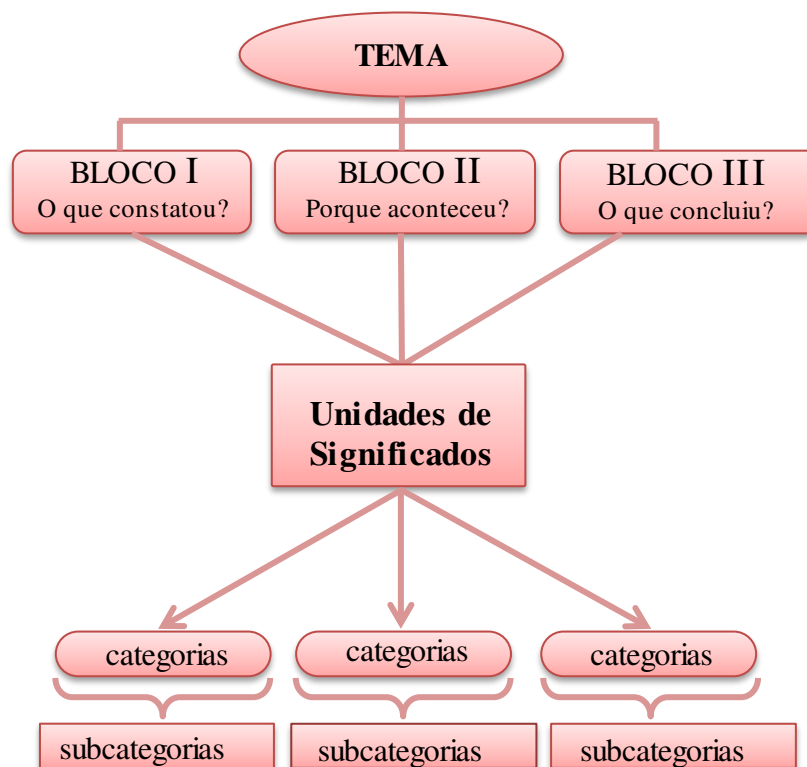 TEMA
BLOCO I
O que constatou?
BLOCO II
Porque aconteceu?
BLOCO III
O que concluiu?
Unidades de
Significados
categorias
categorias
categorias
subcategorias
subcategorias
subcategorias